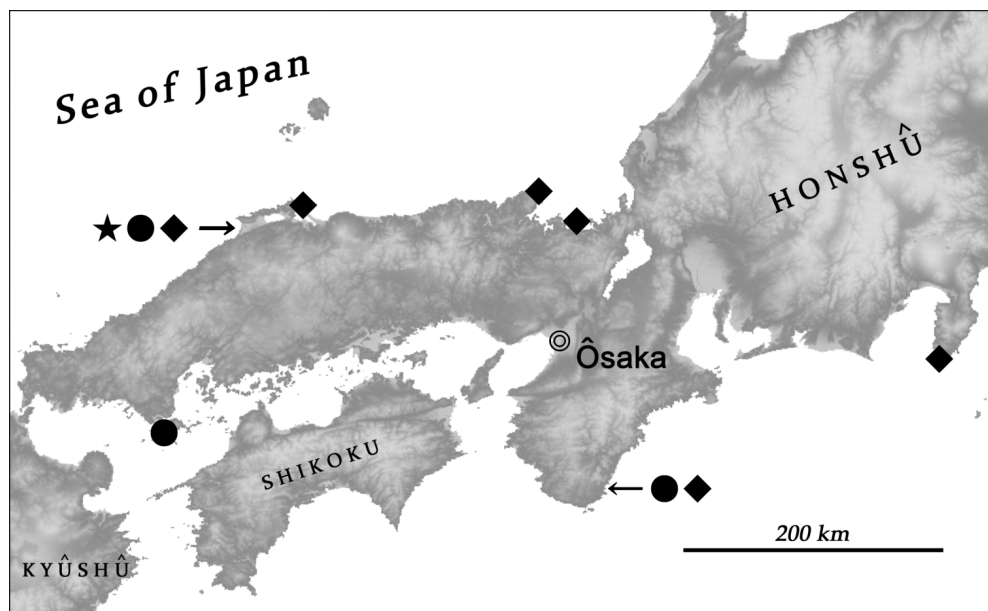 Sea of Japan
HONSHÛ
Ôsaka
SHIKOKU
KYÛSHÛ
200 km